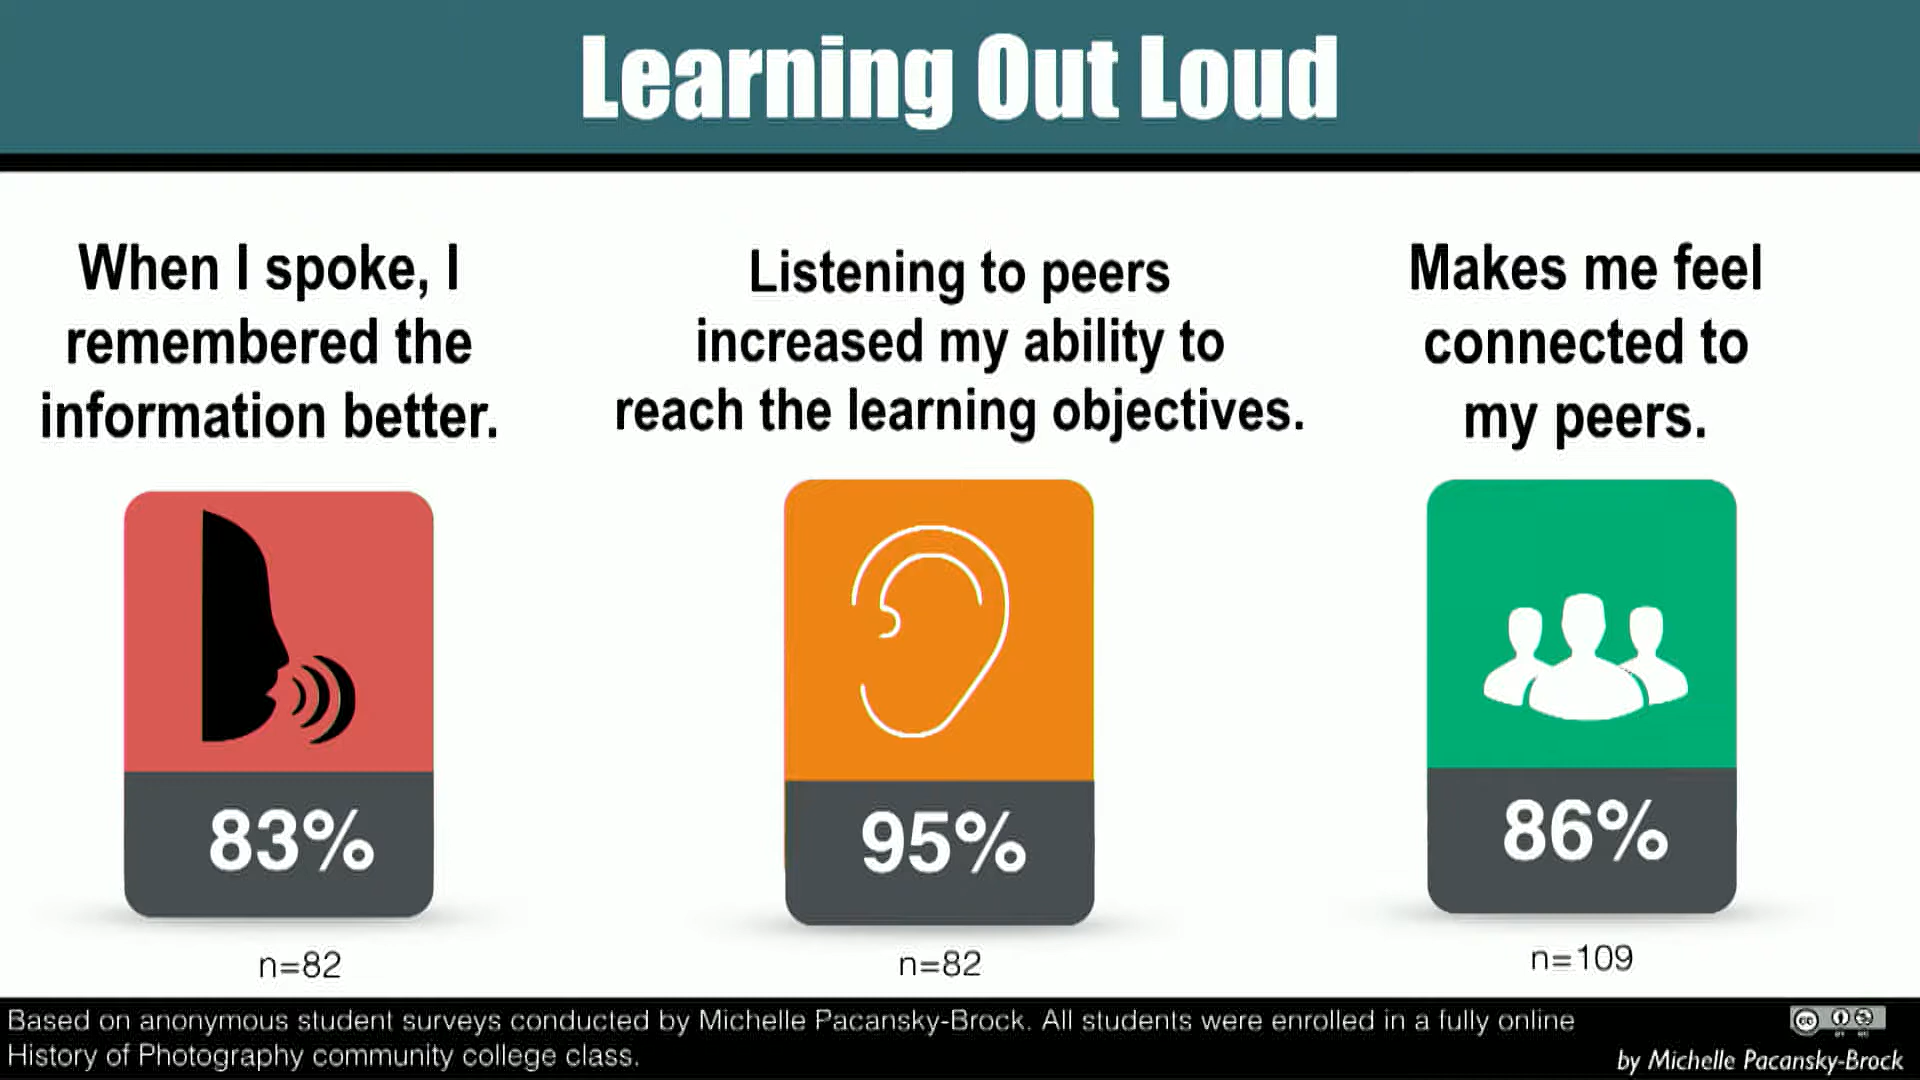 Learning Out Loud
When I spoke, I
remembered the
information better.
83%
n=82
Listening to peers
increased my ability to
reach the learning objectives.
95%
n=82
Makes me feel
connected to
my peers.
86%
n=109
Based on anonymous student surveys conducted by Michelle Pacansky-Brock. All students were enrolled in a fully online
History of Photography community college class.
by Michelle Pacansky-Brock